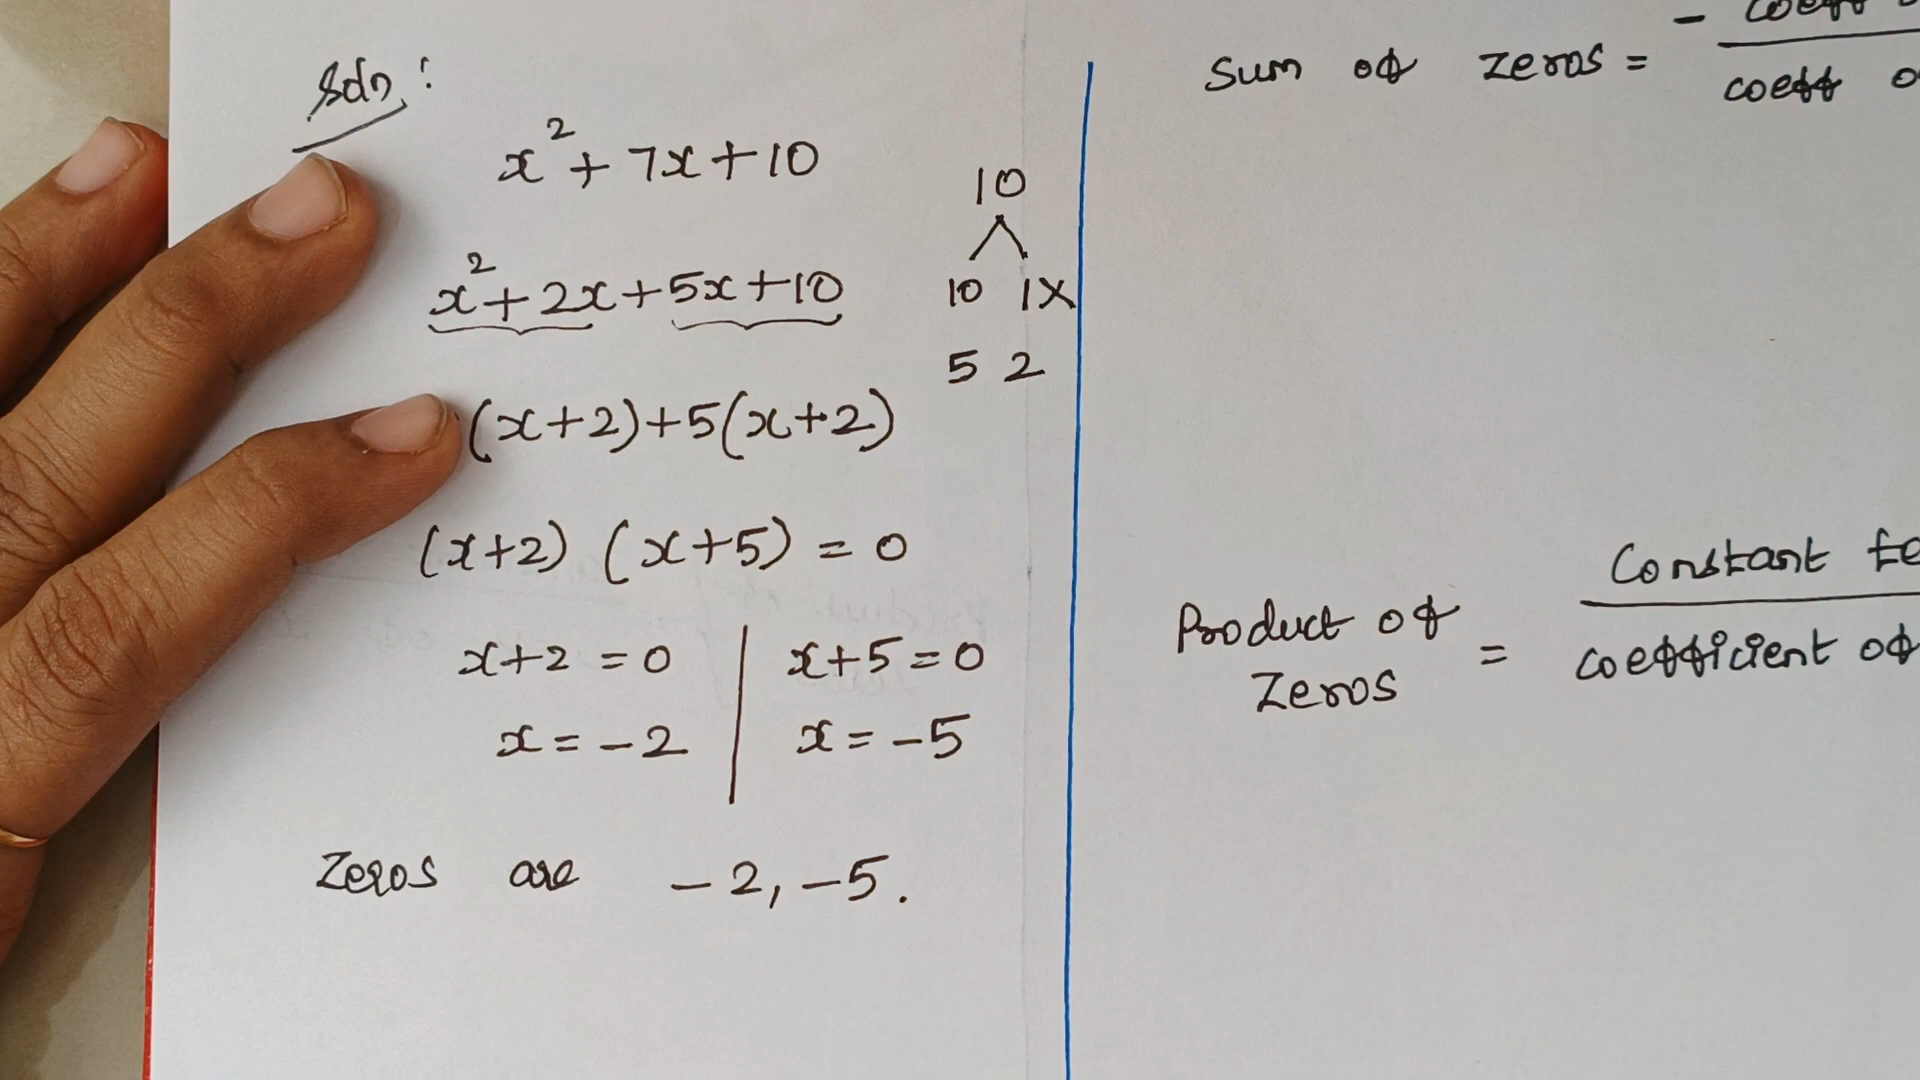 Soln:
x² + 7x + 10
10
x² + 2x + 5x + 10
10 1 X
5 2
(x+2)+5(x+2)
(x+2) (x+5) = 0
x+2 = 0 | x+5 = 0
x = -2 | x = -5
Zeros are -2, -5.
Sum of zeros = - coeff
coeff
Constant
Product of Zeros =
coefficient of